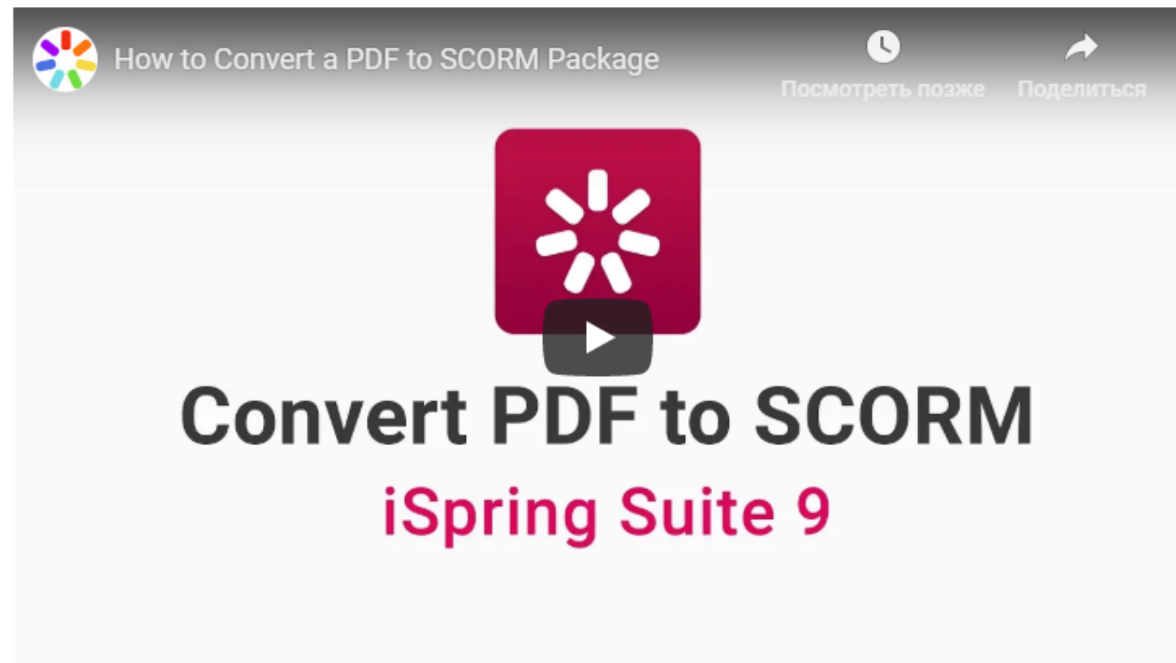 How to Convert a PDF to SCORM Package
Посмотреть позже
Поделиться
Convert PDF to SCORM
iSpring Suite 9